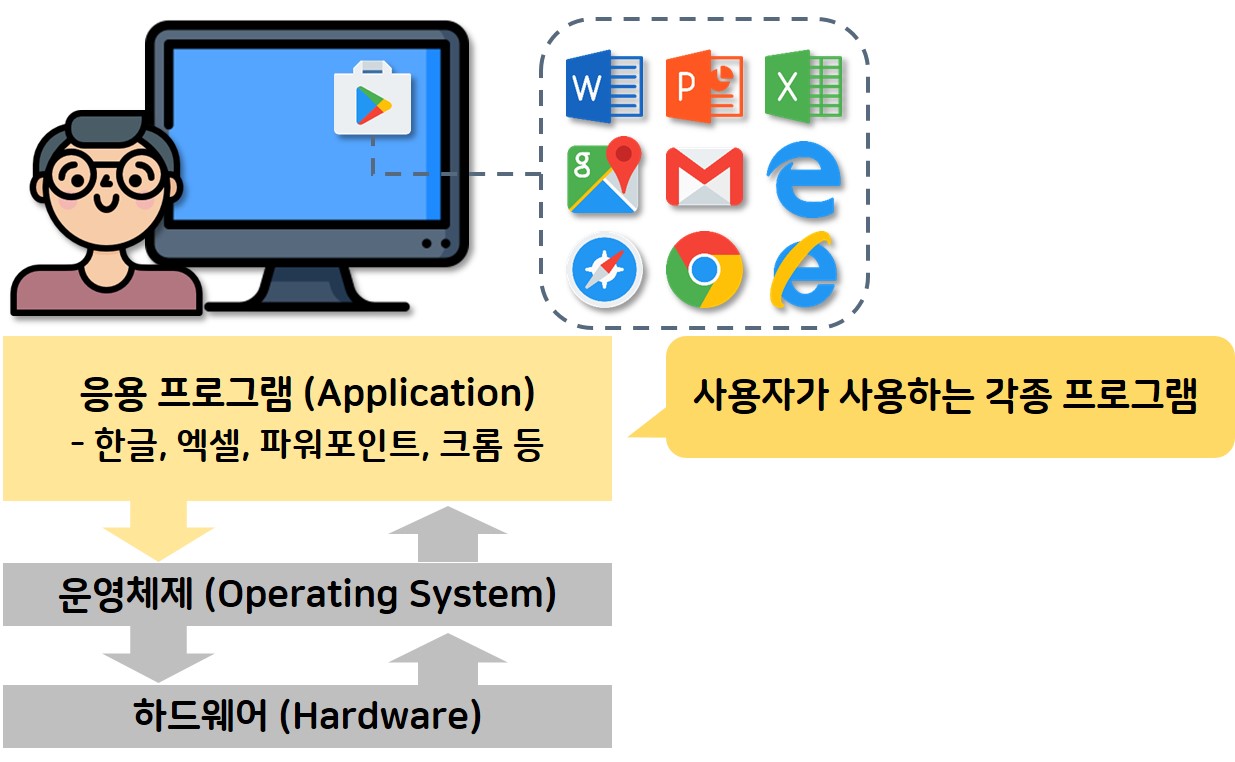 W
P
X
g
응용 프로그램 (Application)
- 한글, 엑셀, 파워포인트, 크롬 등
사용자가 사용하는 각종 프로그램
운영체제 (Operating System)
하드웨어 (Hardware)